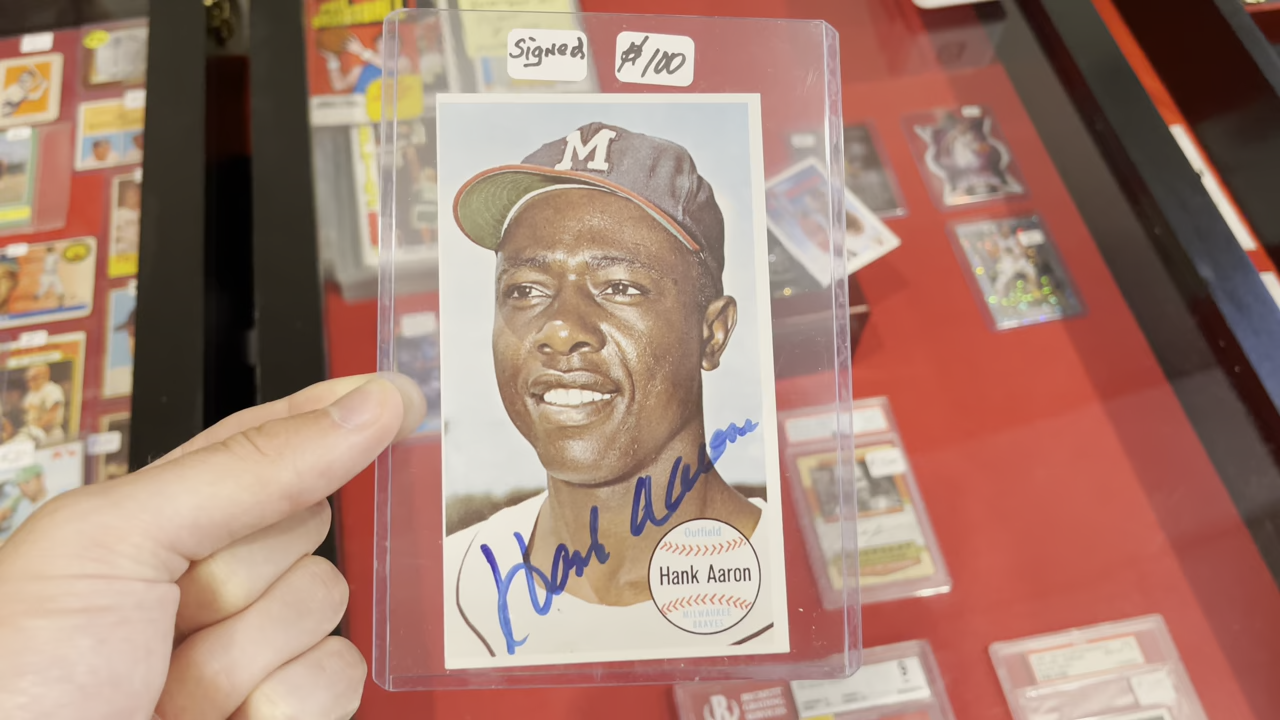 Signed
$100
M
Hank Aaron
Outfield
Hank Aaron
MILWAUKEE
BRAVES